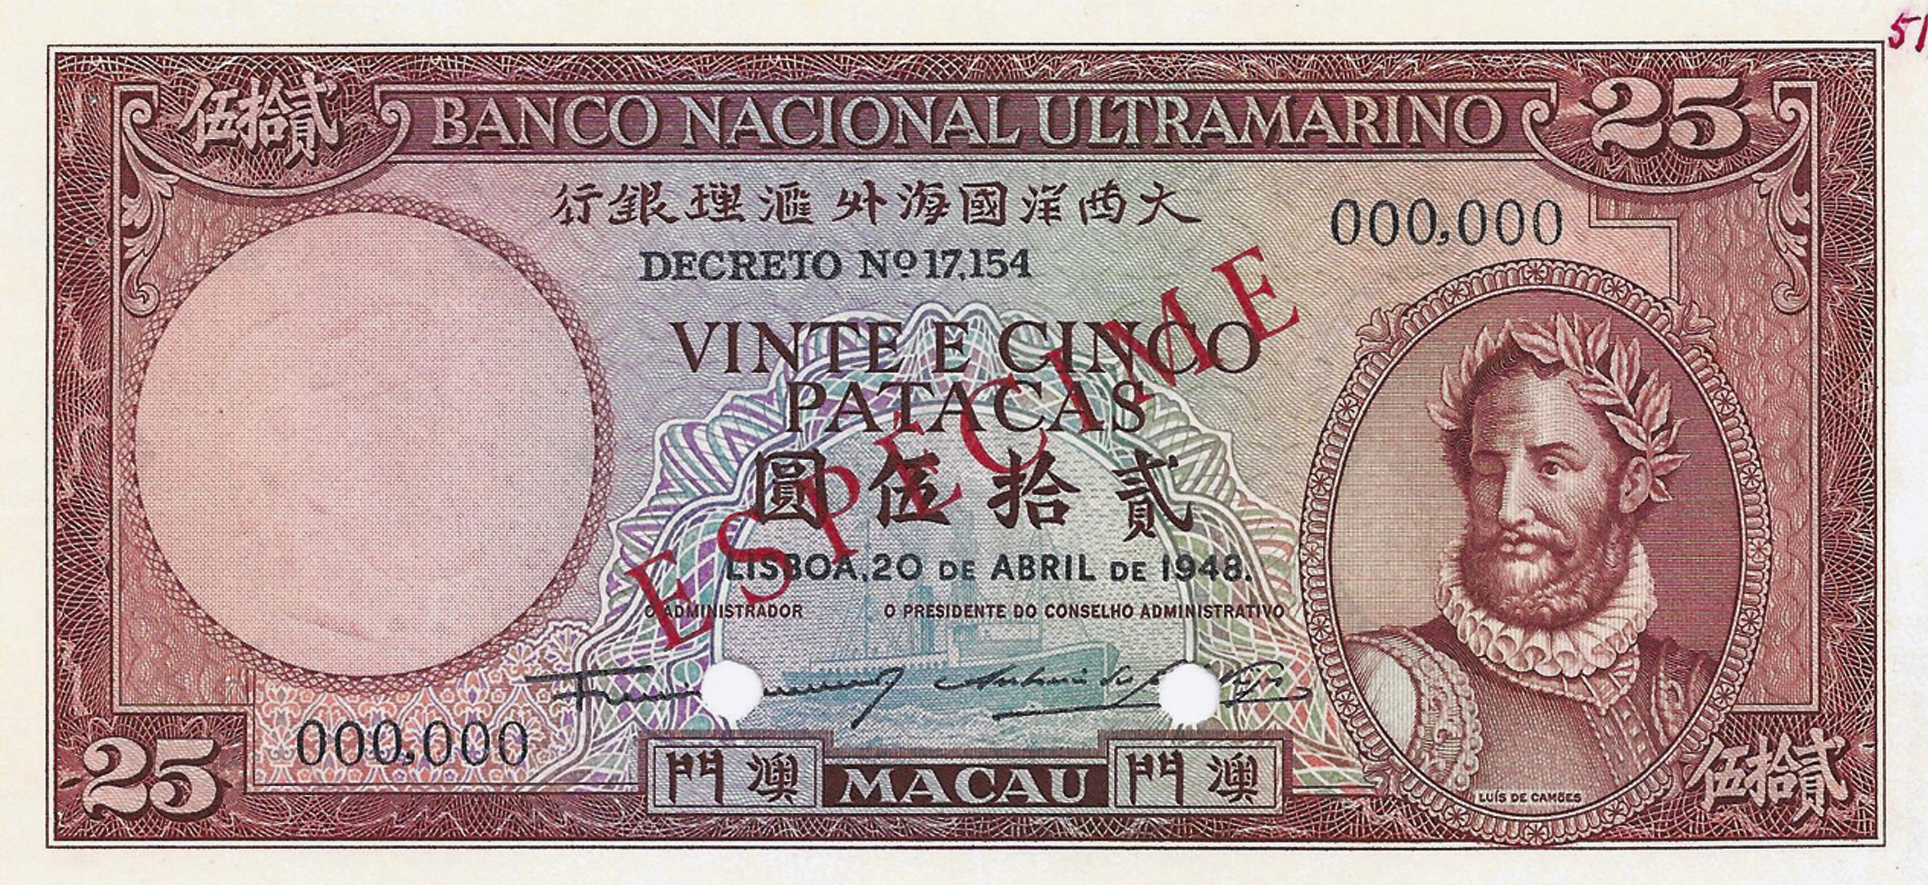 貳拾伍
BANCO NACIONAL ULTRAMARINO
25
大西洋國海外滙理銀行
000,000
DECRETO Nº 17,154
VINTE E CINCO
PATACAS
貳拾伍圓
ESPECIME
LISBOA, 20 DE ABRIL DE 1948.
O ADMINISTRADOR
O PRESIDENTE DO CONSELHO ADMINISTRATIVO
000,000
25
澳門
MACAU
澳門
LUÍS DE CAMÕES
貳拾伍